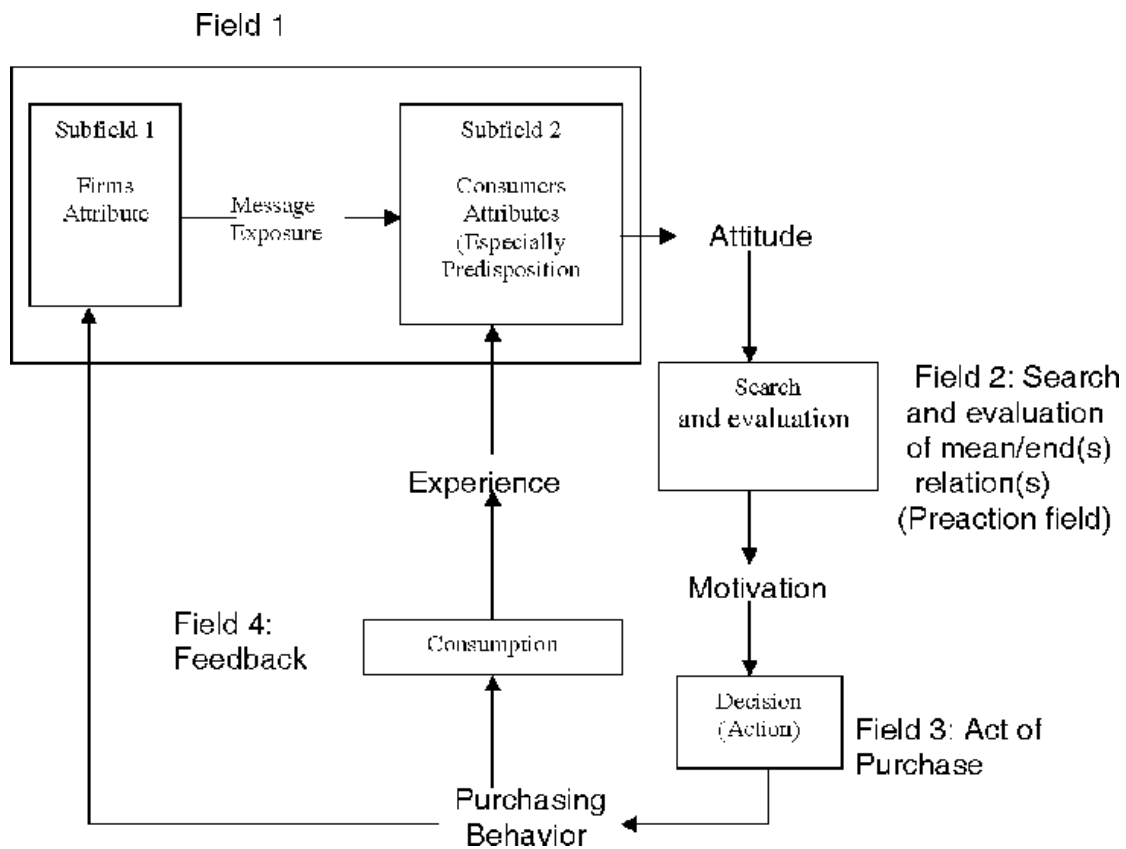 Field 1
Subfield 1
Firms
Attribute
Message
Exposure
Subfield 2
Consumers
Attributes
(Especially
Predisposition
Attitude
Search
and evaluation
Field 2: Search
and evaluation
of mean/end(s)
relation(s)
(Preaction field)
Experience
Motivation
Field 4:
Feedback
Consumption
Decision
(Action)
Field 3: Act of
Purchase
Purchasing
Behavior